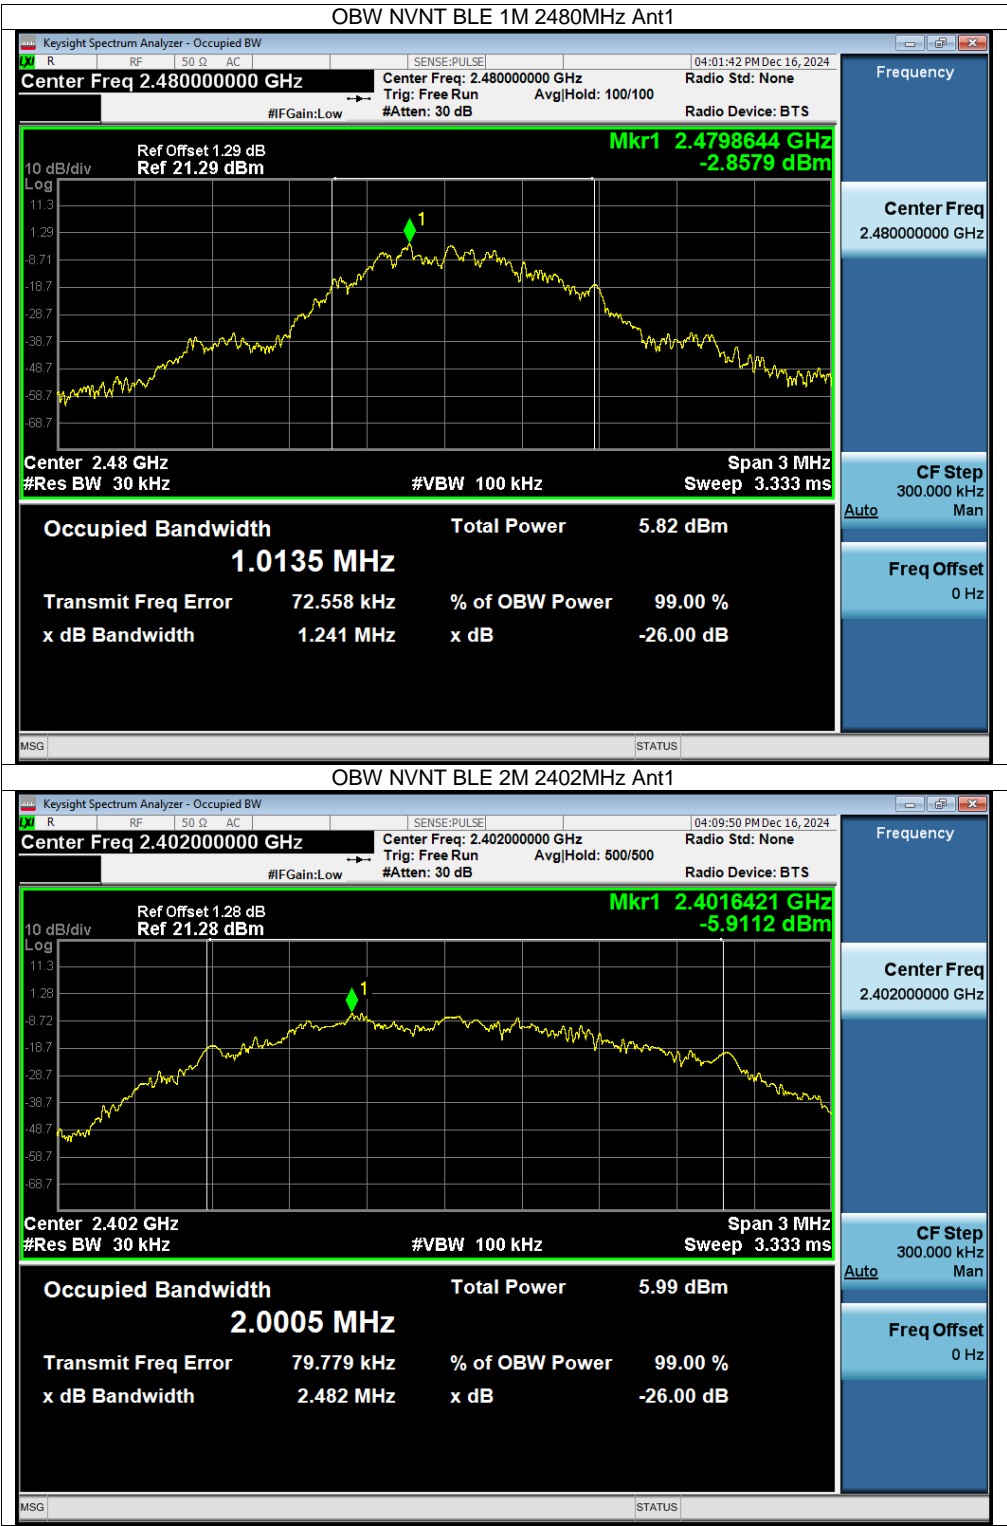 OBW NVNT BLE 1M 2480MHz Ant1
Keysight Spectrum Analyzer - Occupied BW
LXI R RF 50 Ω AC SENSE:PULSE 04:01:42 PM Dec 16, 2024
Center Freq 2.480000000 GHz
Center Freq: 2.480000000 GHz Radio Std: None
Trig: Free Run Avg|Hold: 100/100
#IFGain:Low #Atten: 30 dB Radio Device: BTS
Frequency
Mkr1 2.4798644 GHz
-2.8579 dBm
Ref Offset 1.29 dB
10 dB/div Ref 21.29 dBm
Log
11.3
1.29
-8.71
-18.7
-28.7
-38.7
-48.7
-58.7
-68.7
1
Center 2.48 GHz Span 3 MHz
#Res BW 30 kHz #VBW 100 kHz Sweep 3.333 ms
Center Freq
2.480000000 GHz
CF Step
300.000 kHz
Auto Man
Freq Offset
0 Hz
Occupied Bandwidth Total Power 5.82 dBm
1.0135 MHz
Transmit Freq Error 72.558 kHz % of OBW Power 99.00 %
x dB Bandwidth 1.241 MHz x dB -26.00 dB
MSG STATUS
OBW NVNT BLE 2M 2402MHz Ant1
Keysight Spectrum Analyzer - Occupied BW
LXI R RF 50 Ω AC SENSE:PULSE 04:09:50 PM Dec 16, 2024
Center Freq 2.402000000 GHz
Center Freq: 2.402000000 GHz Radio Std: None
Trig: Free Run Avg|Hold: 500/500
#IFGain:Low #Atten: 30 dB Radio Device: BTS
Frequency
Mkr1 2.4016421 GHz
-5.9112 dBm
Ref Offset 1.28 dB
10 dB/div Ref 21.28 dBm
Log
11.3
1.28
-8.72
-18.7
-28.7
-38.7
-48.7
-58.7
-68.7
1
Center 2.402 GHz Span 3 MHz
#Res BW 30 kHz #VBW 100 kHz Sweep 3.333 ms
Center Freq
2.402000000 GHz
CF Step
300.000 kHz
Auto Man
Freq Offset
0 Hz
Occupied Bandwidth Total Power 5.99 dBm
2.0005 MHz
Transmit Freq Error 79.779 kHz % of OBW Power 99.00 %
x dB Bandwidth 2.482 MHz x dB -26.00 dB
MSG STATUS